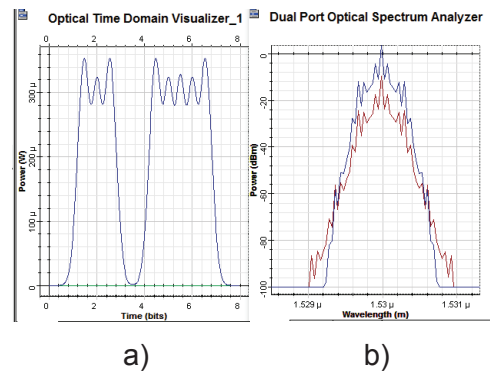 Optical Time Domain Visualizer_1
0 2 4 6 8
Power (W)
300 µ
200 µ
100 µ
0
0 2 4 6 8
Time (bits)
a)
Dual Port Optical Spectrum Analyzer
Power (dBm)
0
-20
-40
-60
-80
-100
1.529 µ 1.53 µ 1.531 µ
Wavelength (m)
b)